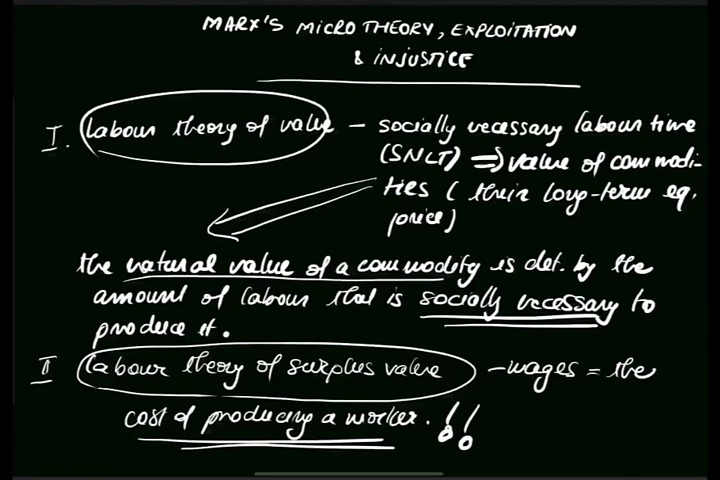 MARX'S MICRO THEORY, EXPLOITATION
& INJUSTICE
I. labour theory of value – socially necessary labour time
(SNLT) ⇒ value of commodi-
ties (their long-term eq.
price)
the natural value of a commodity is det. by the
amount of labour that is socially necessary to
produce it.
II labour theory of surplus value – wages = the
cost of producing a worker. !!